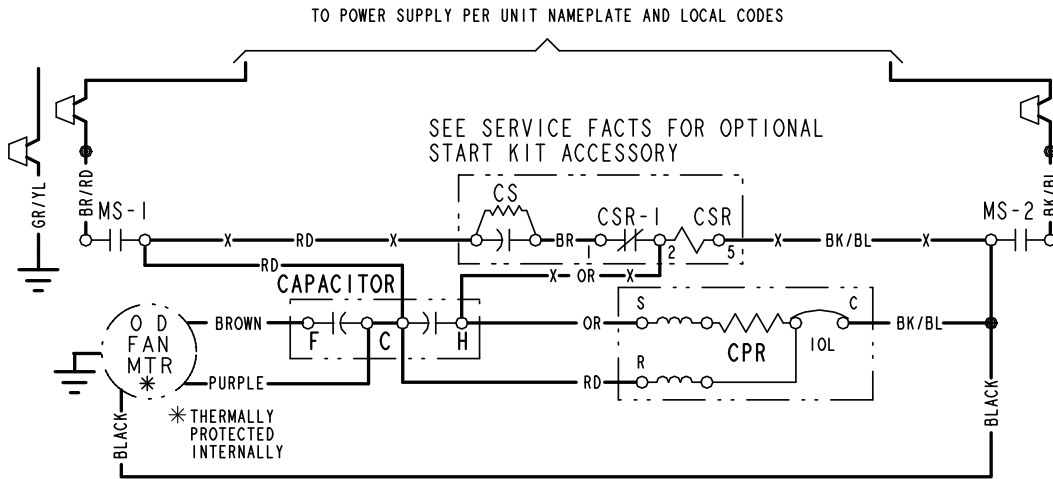 TO POWER SUPPLY PER UNIT NAMEPLATE AND LOCAL CODES
SEE SERVICE FACTS FOR OPTIONAL
START KIT ACCESSORY
GR/YL
BR/RD
BK/BL
MS-1
CS
CSR-1
CSR
MS-2
X
RD
X
BR
1
2
5
X
BK/BL
X
RD
X
OR
X
CAPACITOR
O D
FAN
MTR
*
BROWN
F
C
H
OR
S
C
CPR
IOL
BK/BL
PURPLE
RD
R
BLACK
* THERMALLY
PROTECTED
INTERNALLY
BLACK